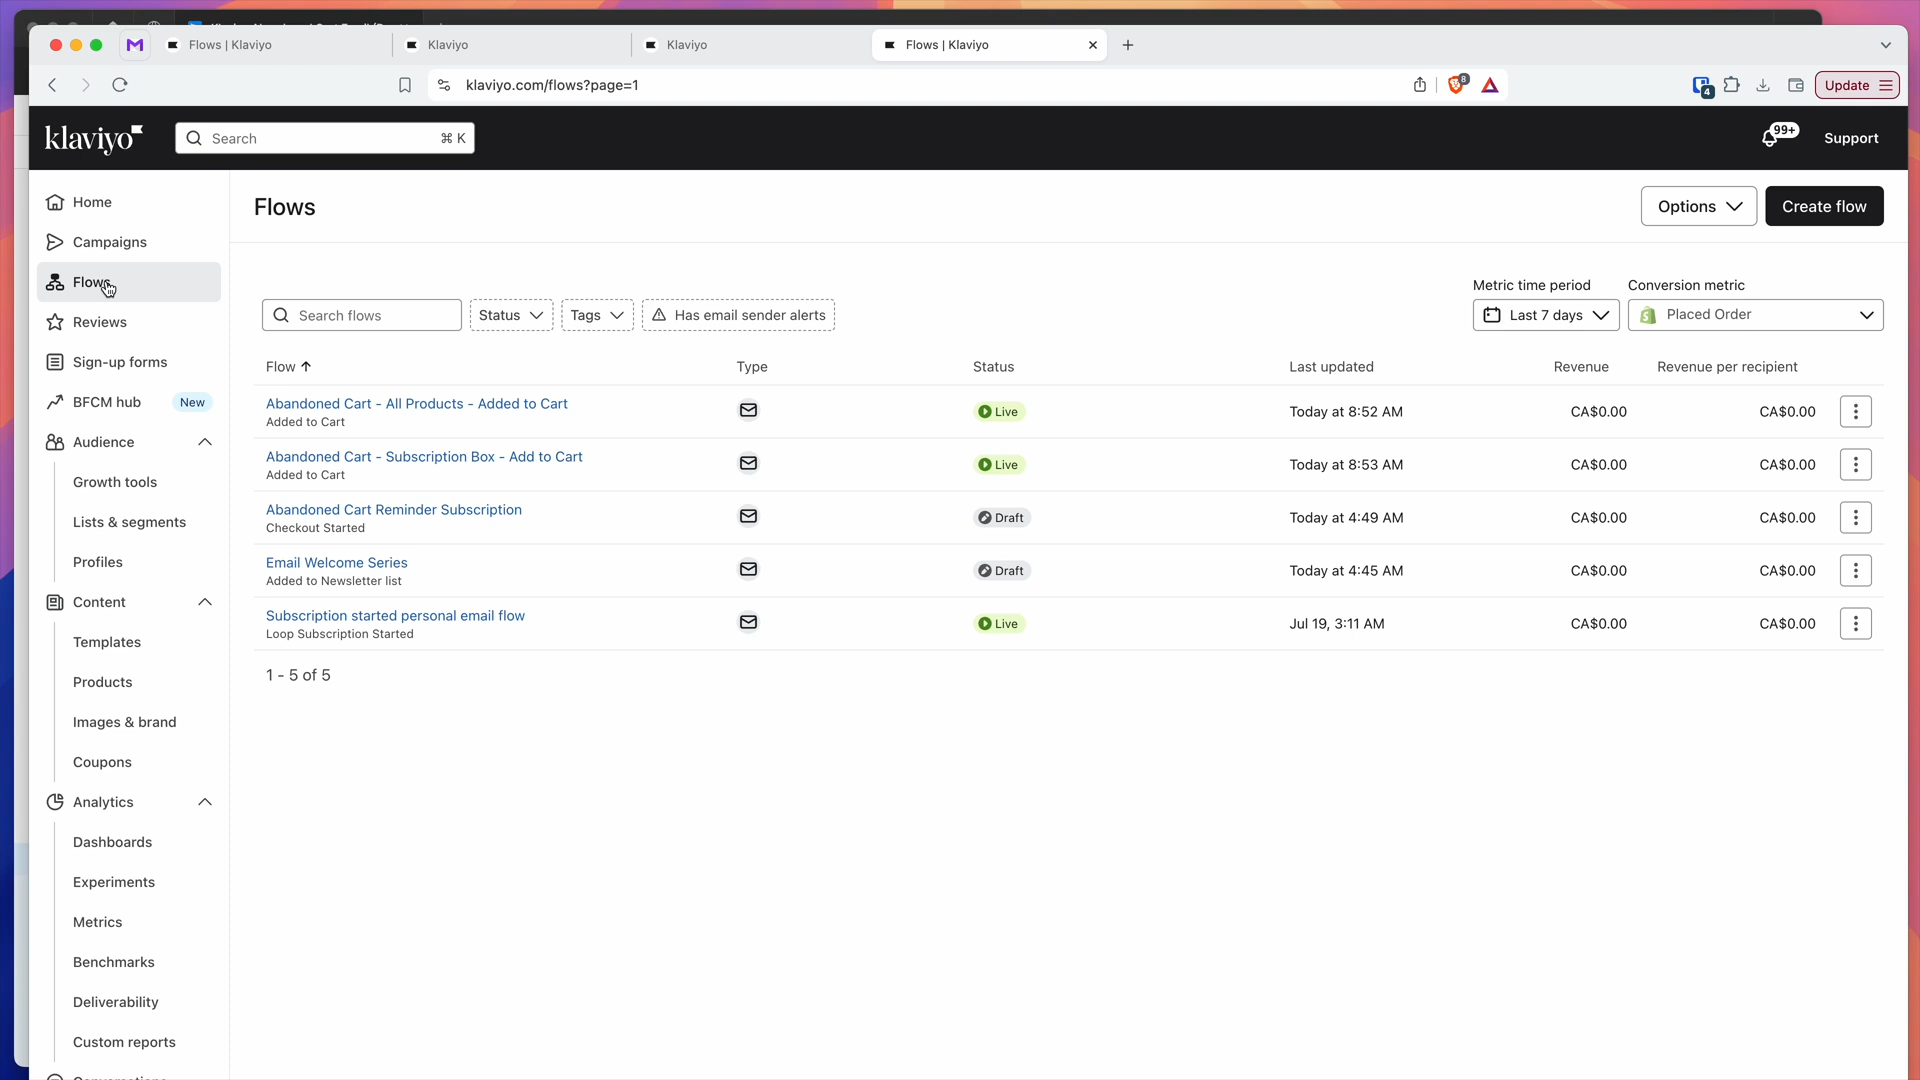 Flows | Klaviyo
Klaviyo
Klaviyo
Flows | Klaviyo
klaviyo.com/flows?page=1
8
4
Update
klaviyo
Search
⌘ K
99+
Support
Home
Campaigns
Flows
Reviews
Sign-up forms
BFCM hub
New
Audience
Growth tools
Lists & segments
Profiles
Content
Templates
Products
Images & brand
Coupons
Analytics
Dashboards
Experiments
Metrics
Benchmarks
Deliverability
Custom reports
Flows
Options
Create flow
Metric time period
Conversion metric
Search flows
Status
Tags
Has email sender alerts
Last 7 days
Placed Order
Flow
Type
Status
Last updated
Revenue
Revenue per recipient
Abandoned Cart - All Products - Added to Cart
Added to Cart
Live
Today at 8:52 AM
CA$0.00
CA$0.00
Abandoned Cart - Subscription Box - Add to Cart
Added to Cart
Live
Today at 8:53 AM
CA$0.00
CA$0.00
Abandoned Cart Reminder Subscription
Checkout Started
Draft
Today at 4:49 AM
CA$0.00
CA$0.00
Email Welcome Series
Added to Newsletter list
Draft
Today at 4:45 AM
CA$0.00
CA$0.00
Subscription started personal email flow
Loop Subscription Started
Live
Jul 19, 3:11 AM
CA$0.00
CA$0.00
1 - 5 of 5